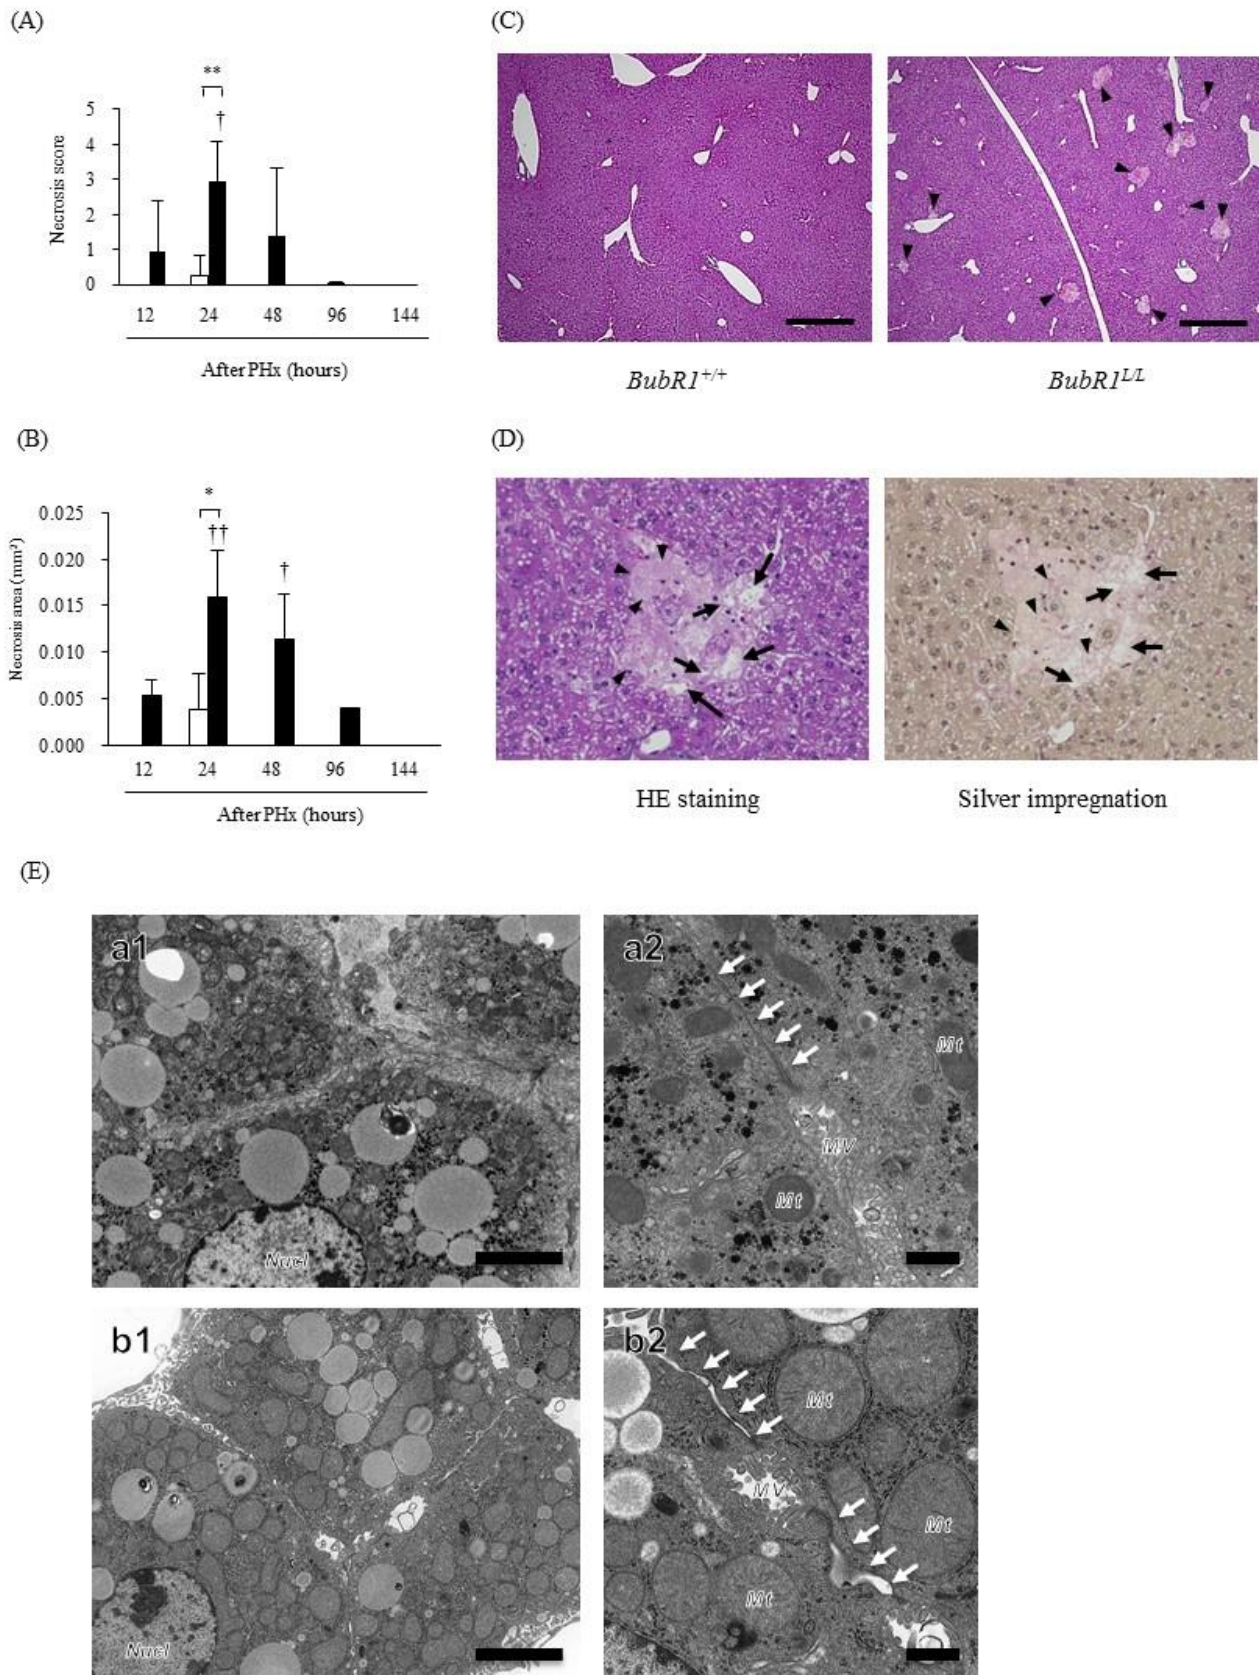 (A)
**
†
5
4
3
2
1
0
Necrosis score
12 24 48 96 144
After PHx (hours)
(C)
BubR1+/+
BubR1L/L
(B)
*
††
†
0.025
0.020
0.015
0.010
0.005
0.000
Necrosis area (mm²)
12 24 48 96 144
After PHx (hours)
(D)
HE staining
Silver impregnation
(E)
a1
Nucl
a2
Mt
MV
Mt
b1
Nucl
b2
Mt
MV
Mt
Mt